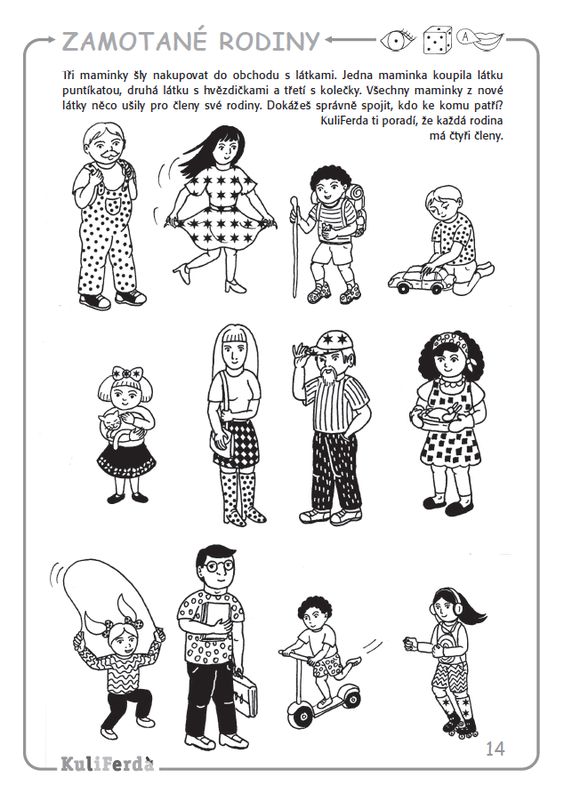 ZAMOTANÉ RODINY
A
Tři maminky šly nakupovat do obchodu s látkami. Jedna maminka koupila látku
puntíkatou, druhá látku s hvězdičkami a třetí s kolečky. Všechny maminky z nové
látky něco ušily pro členy své rodiny. Dokážeš správně spojit, kdo ke komu patří?
KuliFerda ti poradí, že každá rodina
má čtyři členy.
14
KuliFerda